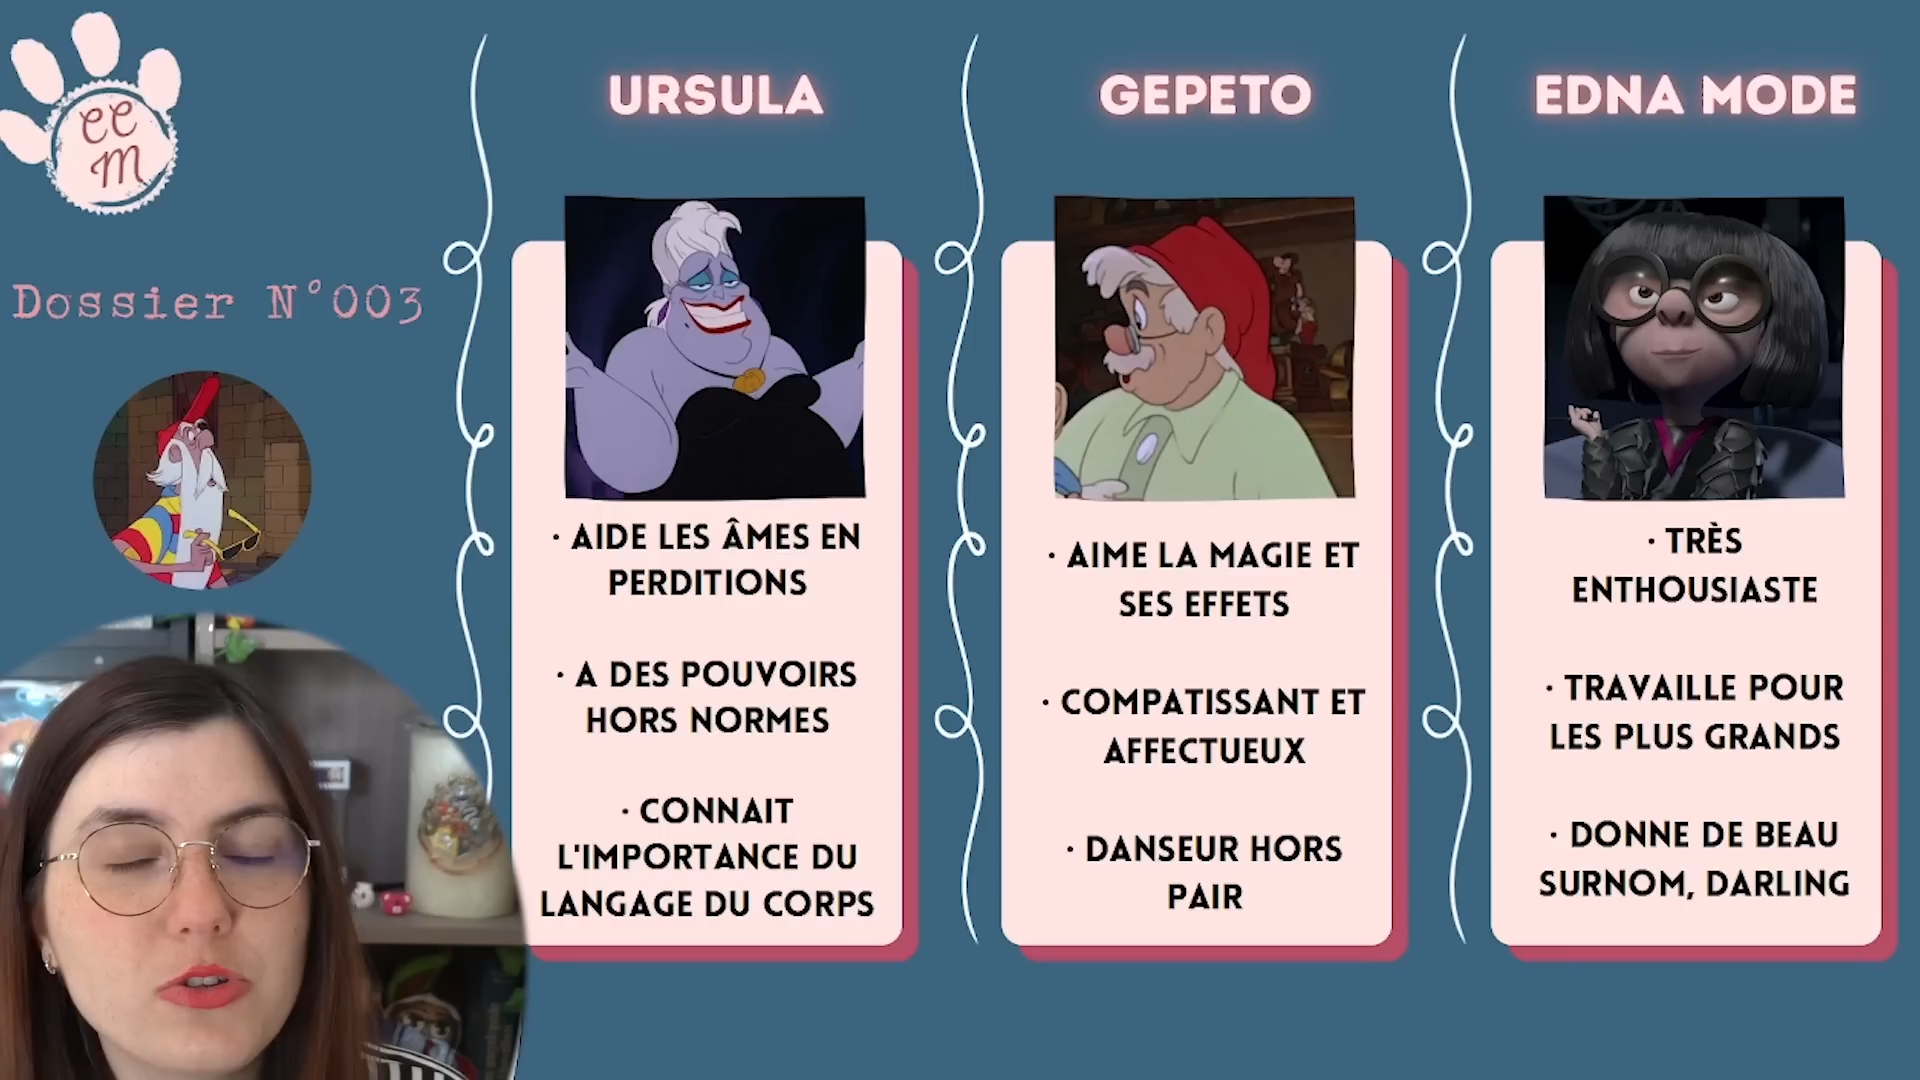 ee
M
Dossier N°003
URSULA
· AIDE LES ÂMES EN
PERDITIONS
· A DES POUVOIRS
HORS NORMES
· CONNAIT
L'IMPORTANCE DU
LANGAGE DU CORPS
GEPETO
· AIME LA MAGIE ET
SES EFFETS
· COMPATISSANT ET
AFFECTUEUX
· DANSEUR HORS
PAIR
EDNA MODE
· TRÈS
ENTHOUSIASTE
· TRAVAILLE POUR
LES PLUS GRANDS
· DONNE DE BEAU
SURNOM, DARLING